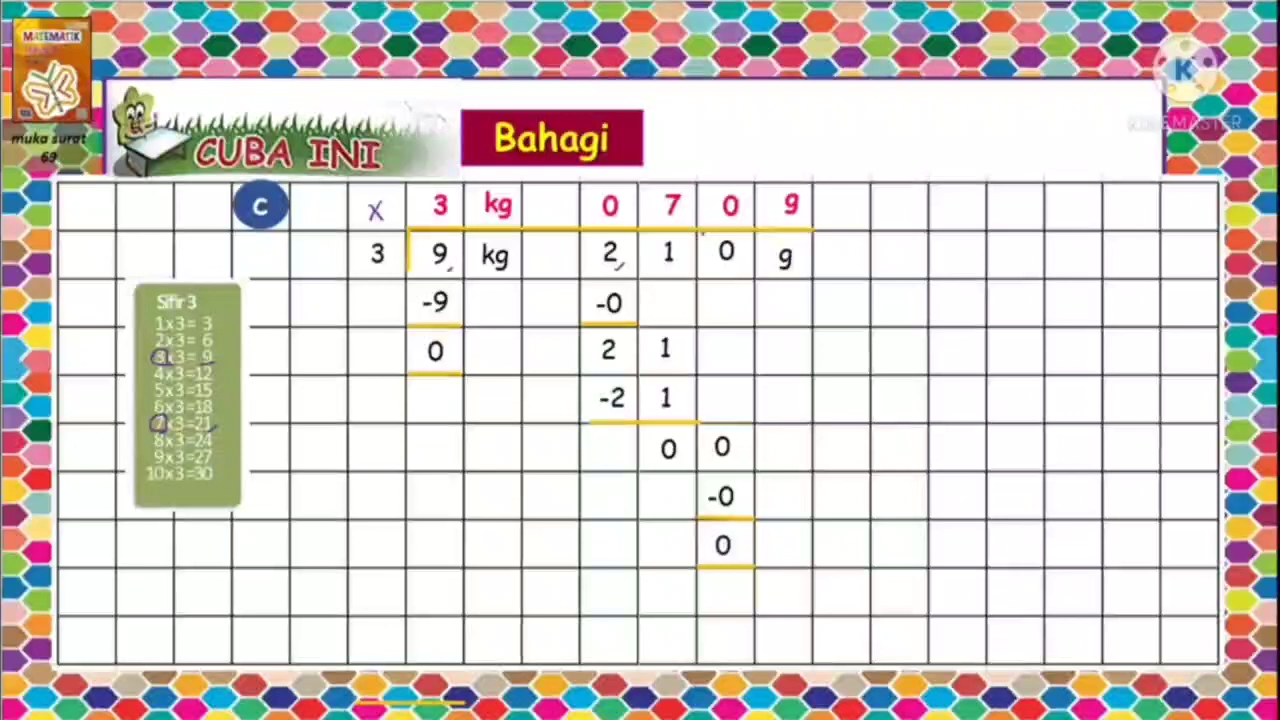 MATEMATIK
muka surat
69
K
KINEMASTER
CUBA INI
Bahagi
C
x 3 kg 0 7 0 g
3 9 kg 2 1 0 g
-9 -0
0 2 1
-2 1
0 0
-0
0
Sifir 3
1x3= 3
2x3= 6
3x3= 9
4x3=12
5x3=15
6x3=18
7x3=21
8x3=24
9x3=27
10x3=30